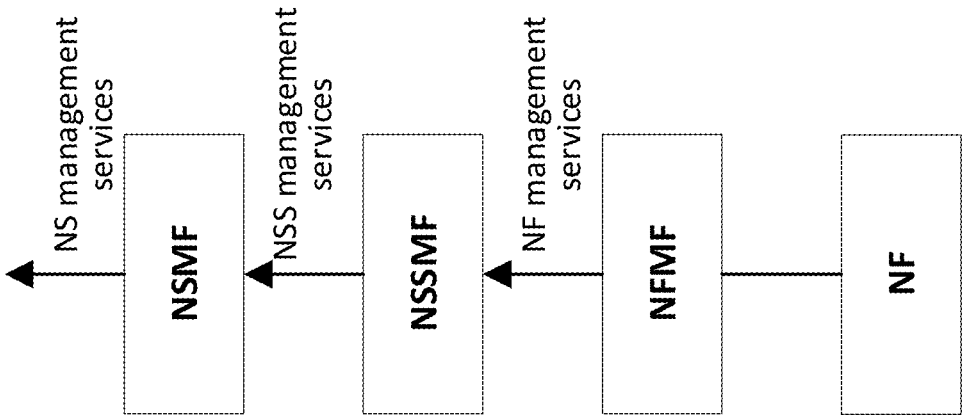 NS management
services
NSMF
NSS management
services
NSSMF
NF management
services
NFMF
NF